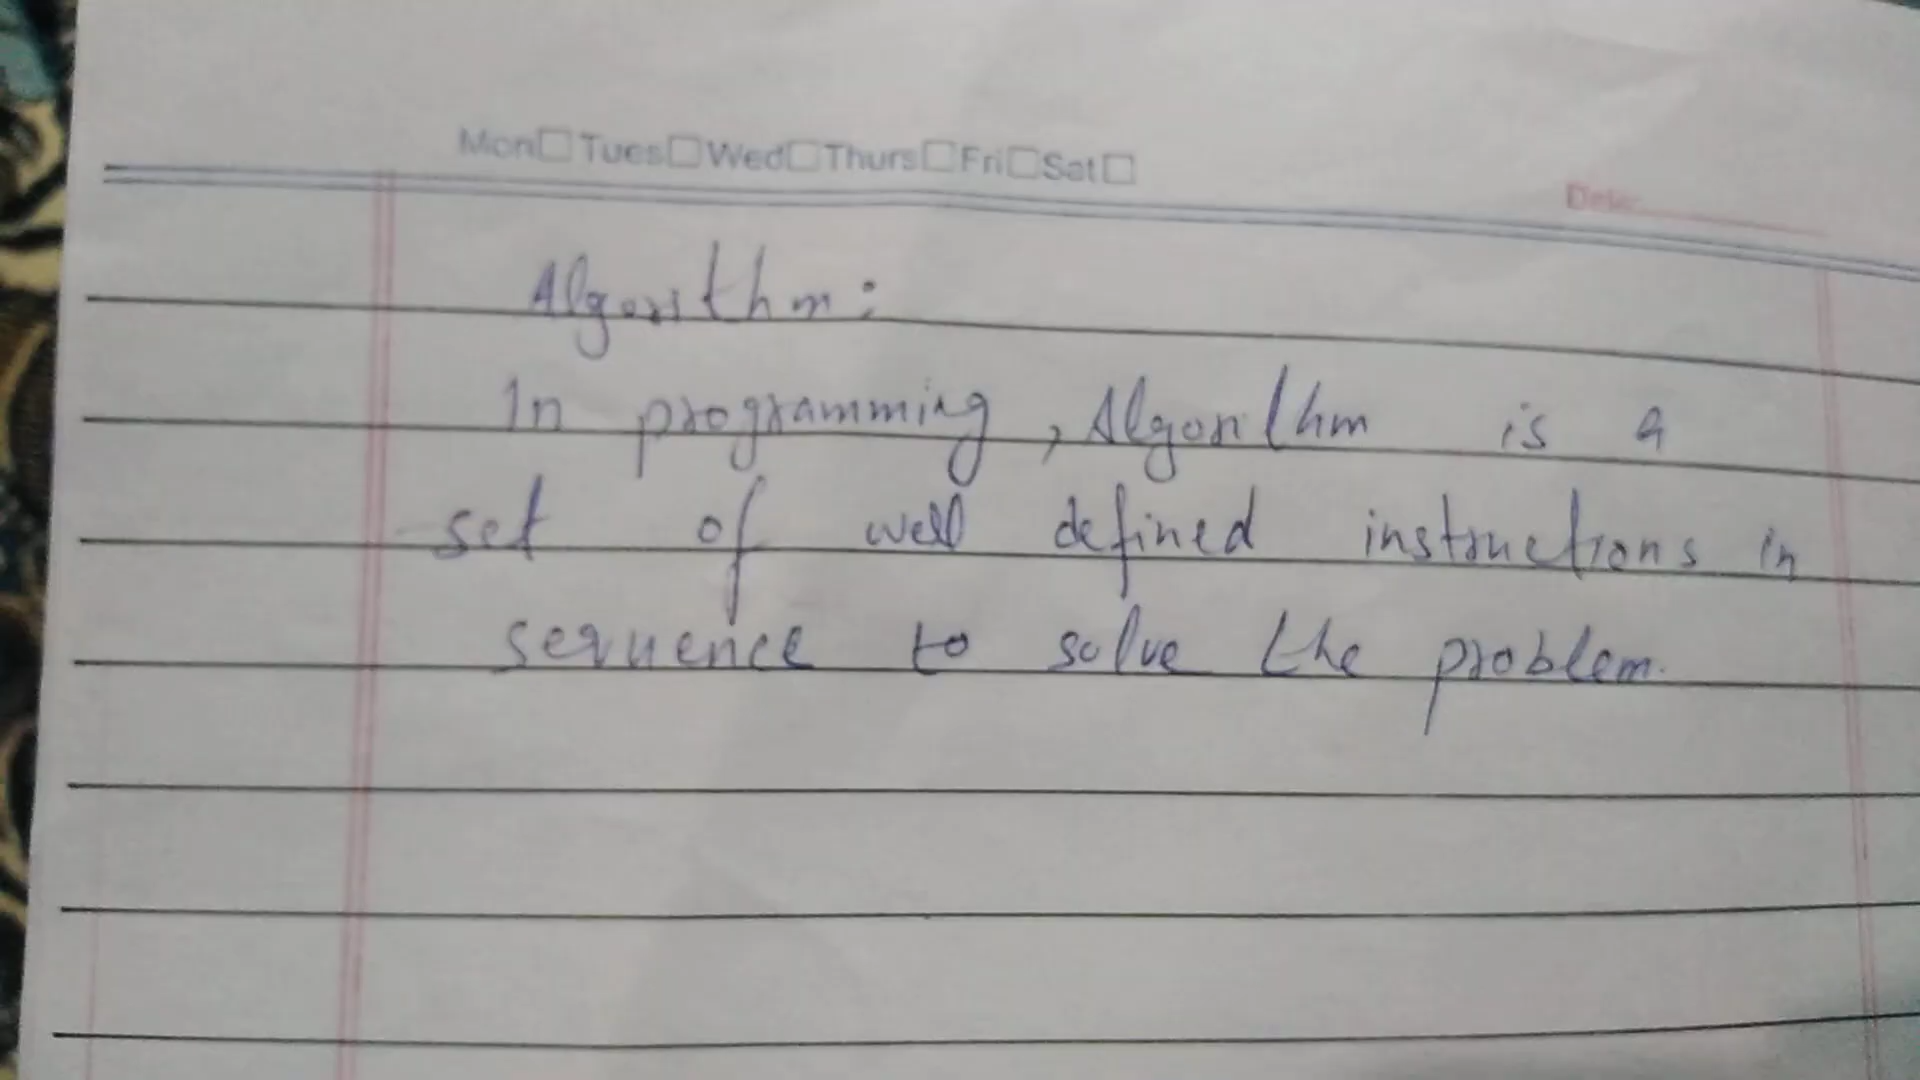 Mon☐Tues☐Wed☐Thurs☐Fri☐Sat☐
Date:
Algorithm:
In programming, Algorithm is a
set of well defined instructions in
sequence to solve the problem.